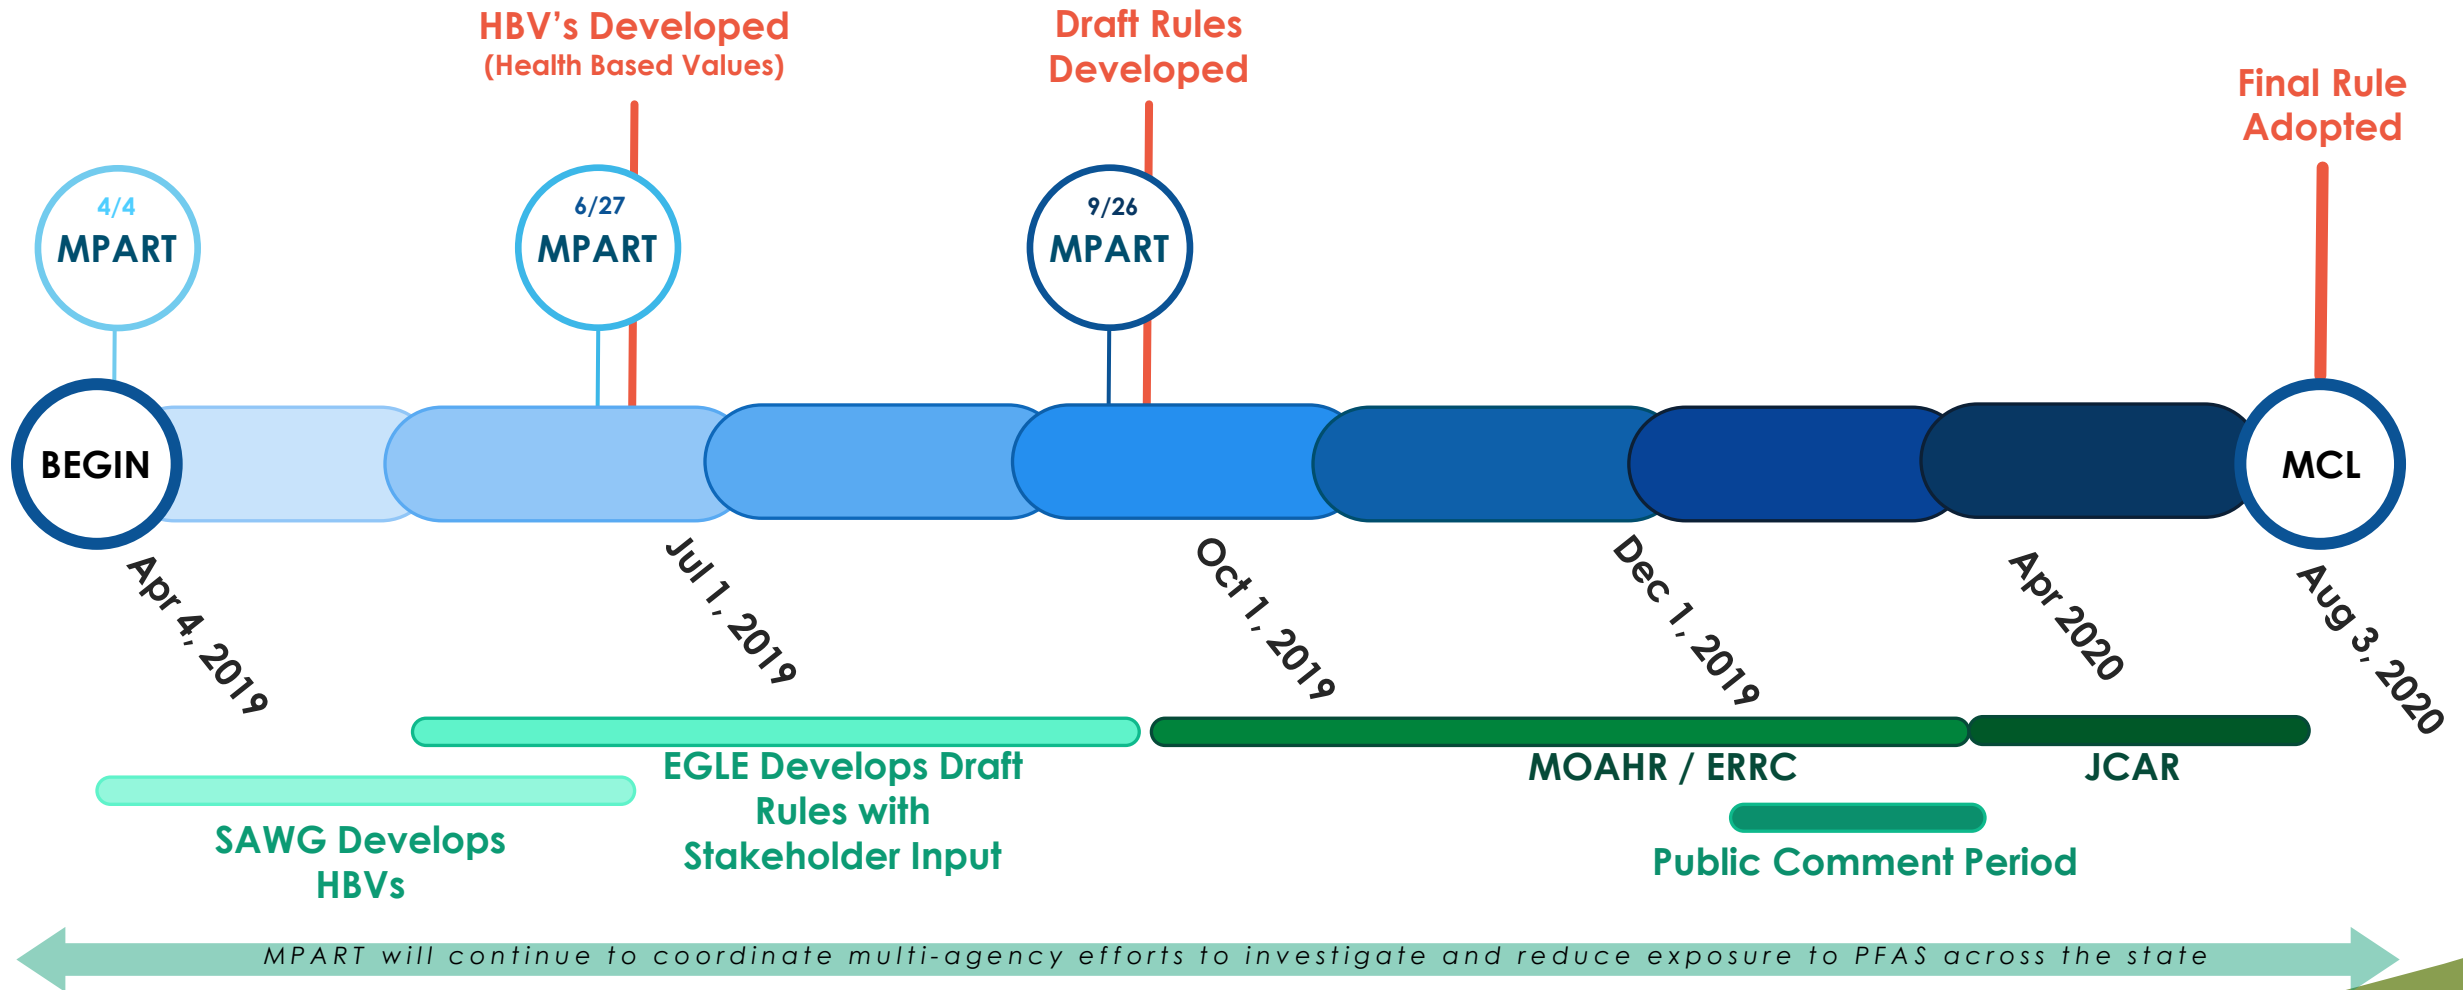 HBV's Developed
(Health Based Values)
Draft Rules
Developed
Final Rule
Adopted
4/4
MPART
6/27
MPART
9/26
MPART
BEGIN
MCL
Apr 4, 2019
Jul 1, 2019
Oct 1, 2019
Dec 1, 2019
Apr 2020
Aug 3, 2020
EGLE Develops Draft
Rules with
Stakeholder Input
MOAHR / ERRC
JCAR
SAWG Develops
HBVs
Public Comment Period
MPART will continue to coordinate multi-agency efforts to investigate and reduce exposure to PFAS across the state